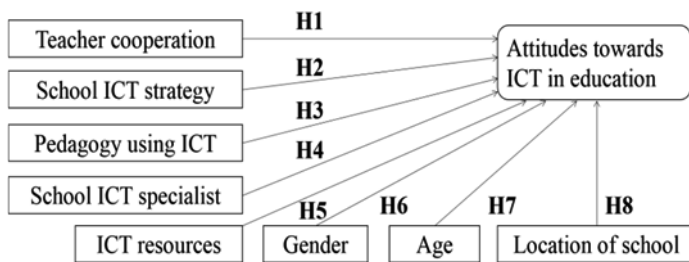 Teacher cooperation
H1
Attitudes towards
ICT in education
School ICT strategy
H2
Pedagogy using ICT
H3
School ICT specialist
H4
ICT resources
H5
Gender
H6
Age
H7
Location of school
H8